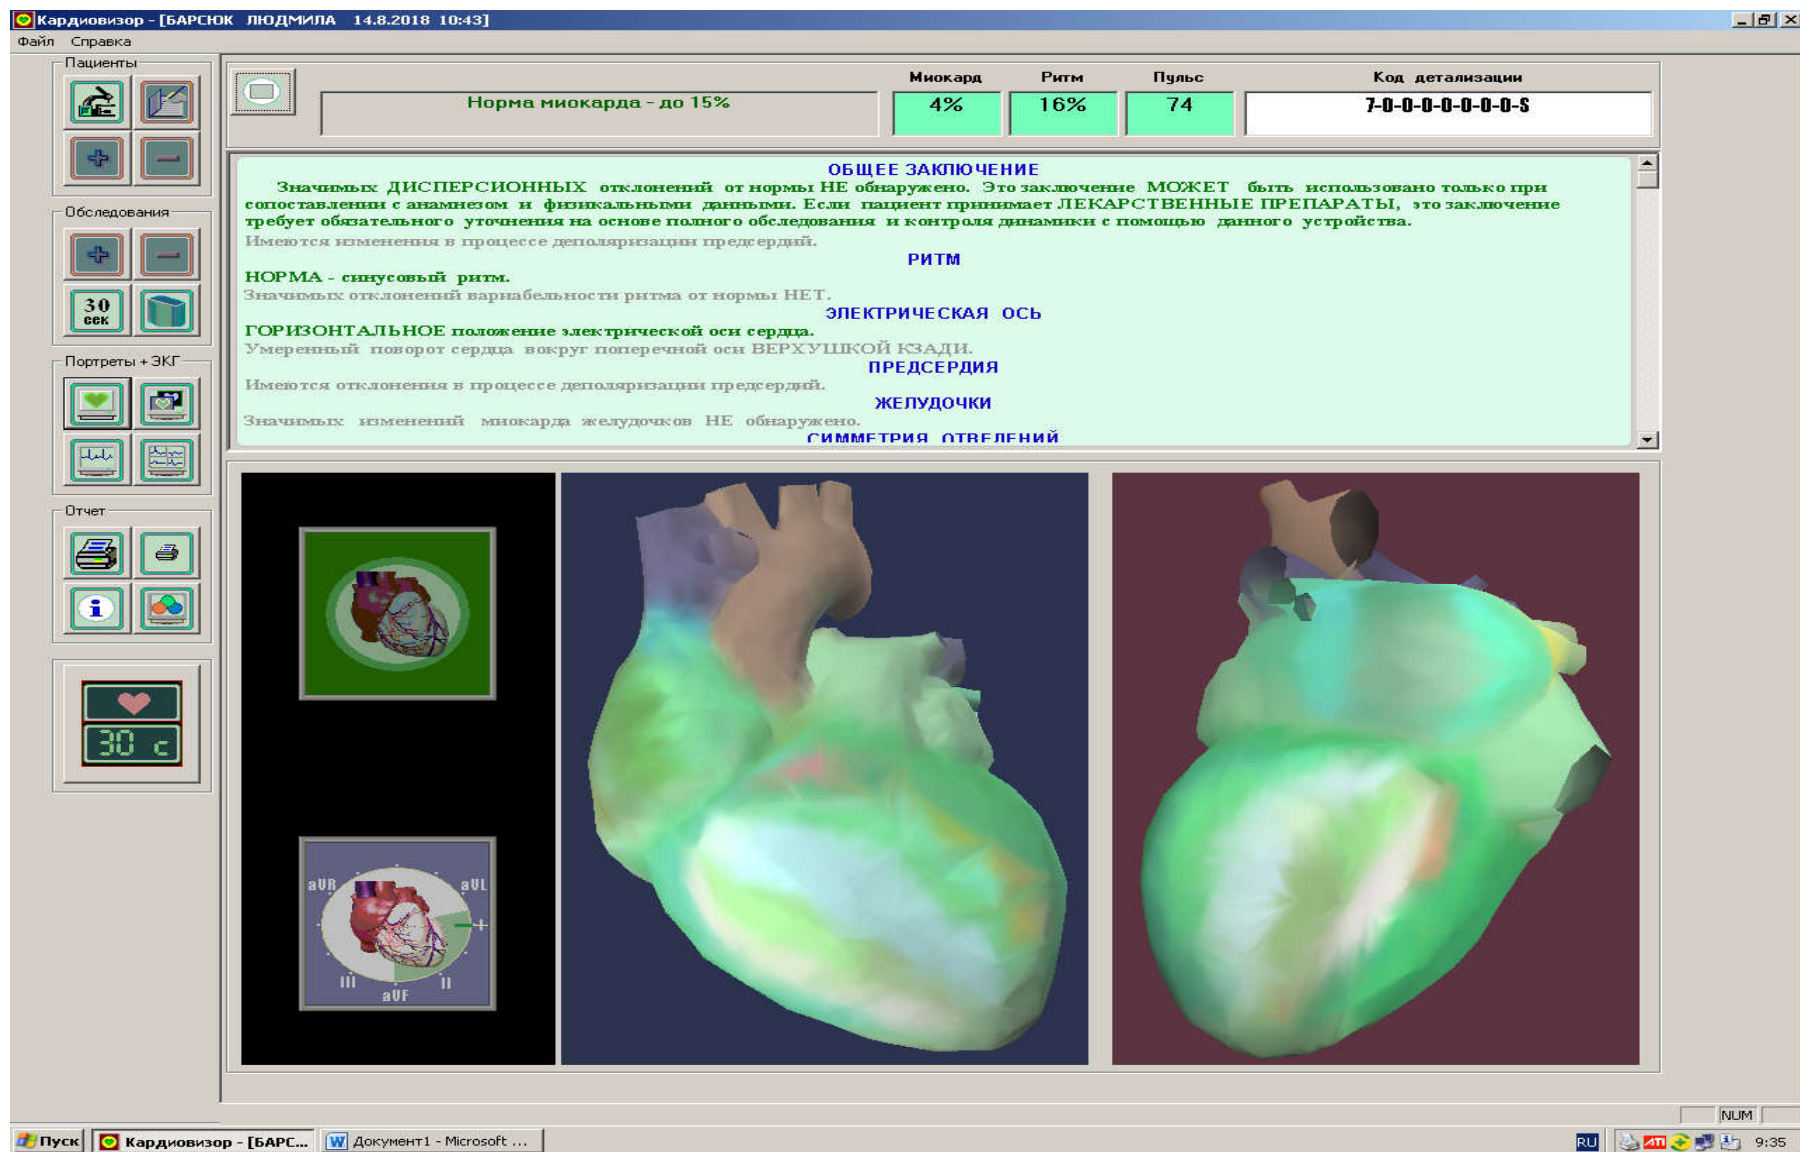 Кардиовизор - [БАРСЮК ЛЮДМИЛА 14.8.2018 10:43]
Файл Справка
Пациенты
Обследования
30 сек
Портреты + ЭКГ
Отчет
30 с
Норма миокарда - до 15%
Миокард Ритм Пульс Код детализации
4% 16% 74 7-0-0-0-0-0-0-0-S
ОБЩЕЕ ЗАКЛЮЧЕНИЕ
Значимых ДИСПЕРСИОННЫХ отклонений от нормы НЕ обнаружено. Это заключение МОЖЕТ быть использовано только при
сопоставлении с анамнезом и физикальными данными. Если пациент принимает ЛЕКАРСТВЕННЫЕ ПРЕПАРАТЫ, это заключение
требует обязательного уточнения на основе полного обследования и контроля динамики с помощью данного устройства.
Имеются изменения в процессе деполяризации предсердий.
РИТМ
НОРМА - синусовый ритм.
Значимых отклонений вариабельности ритма от нормы НЕТ.
ЭЛЕКТРИЧЕСКАЯ ОСЬ
ГОРИЗОНТАЛЬНОЕ положение электрической оси сердца.
Умеренный поворот сердца вокруг поперечной оси ВЕРХУШКОЙ КЗАДИ.
ПРЕДСЕРДИЯ
Имеются отклонения в процессе деполяризации предсердий.
ЖЕЛУДОЧКИ
Значимых изменений миокарда желудочков НЕ обнаружено.
СИММЕТРИЯ ОТВЕДЕНИЙ
aVR aVL
III II
aVF
NUM
Пуск Кардиовизор - [БАРС... Документ1 - Microsoft ... RU ATI 9:35